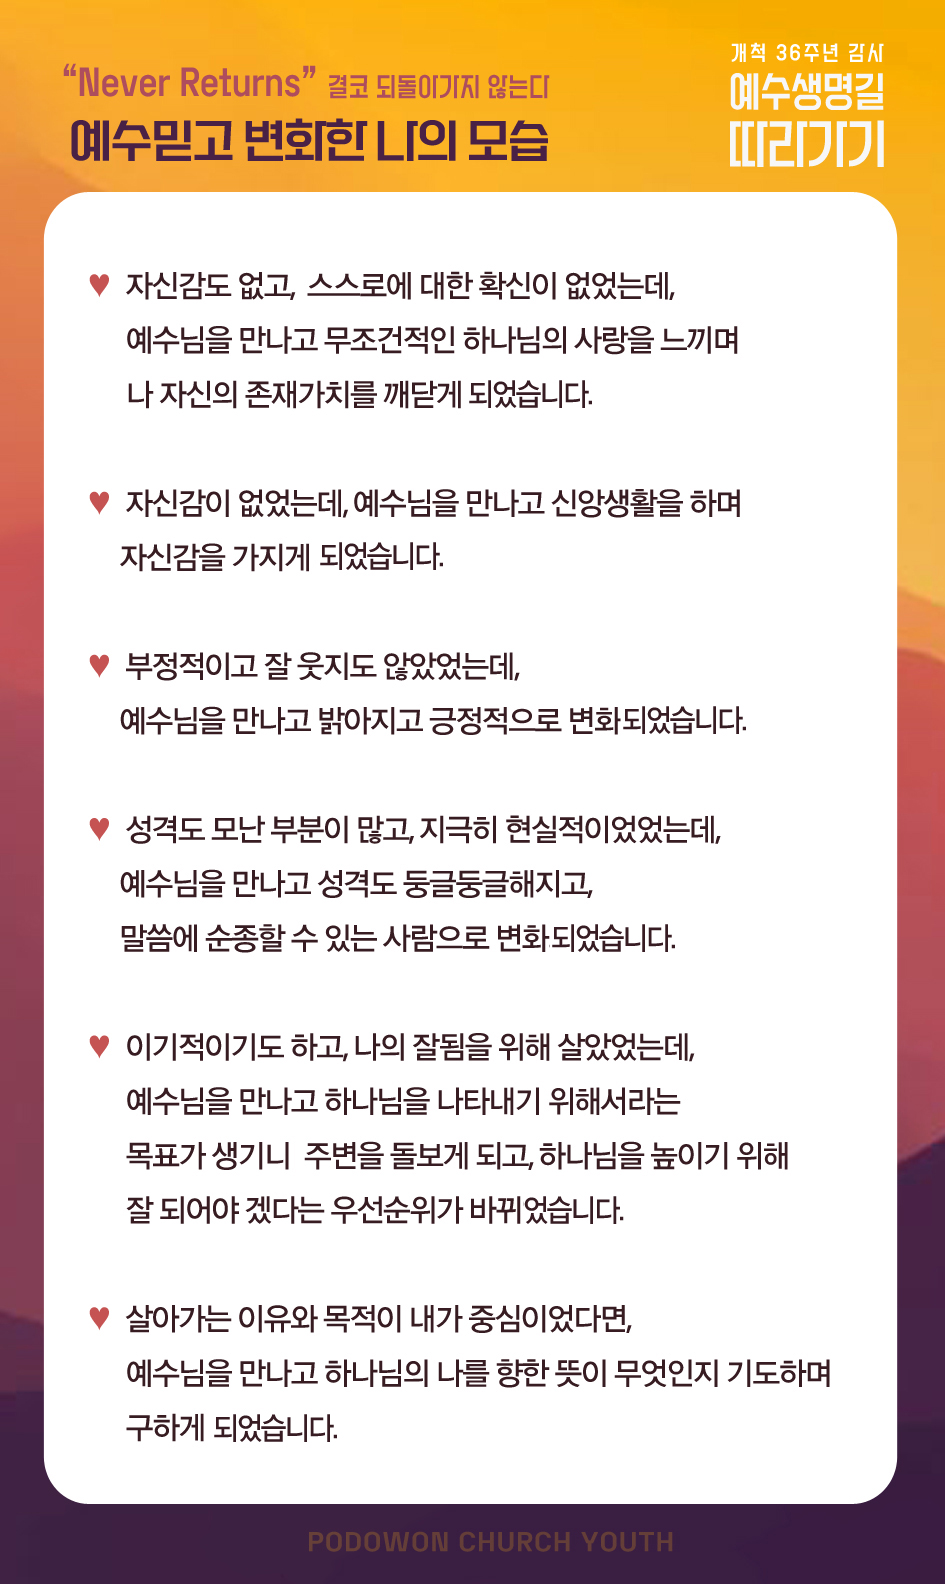 “Never Returns” 결코 되돌아가지 않는다
예수믿고 변화한 나의 모습
개척 36주년 감사
예수생명길
따라가기
♥ 자신감도 없고, 스스로에 대한 확신이 없었는데,
예수님을 만나고 무조건적인 하나님의 사랑을 느끼며
나 자신의 존재가치를 깨닫게 되었습니다.
♥ 자신감이 없었는데, 예수님을 만나고 신앙생활을 하며
자신감을 가지게 되었습니다.
♥ 부정적이고 잘 웃지도 않았었는데,
예수님을 만나고 밝아지고 긍정적으로 변화되었습니다.
♥ 성격도 모난 부분이 많고, 지극히 현실적이었었는데,
예수님을 만나고 성격도 둥글둥글해지고,
말씀에 순종할 수 있는 사람으로 변화되었습니다.
♥ 이기적이기도 하고, 나의 잘됨을 위해 살았었는데,
예수님을 만나고 하나님을 나타내기 위해서라는
목표가 생기니 주변을 돌보게 되고, 하나님을 높이기 위해
잘 되어야 겠다는 우선순위가 바뀌었습니다.
♥ 살아가는 이유와 목적이 내가 중심이었다면,
예수님을 만나고 하나님의 나를 향한 뜻이 무엇인지 기도하며
구하게 되었습니다.
PODOWON CHURCH YOUTH